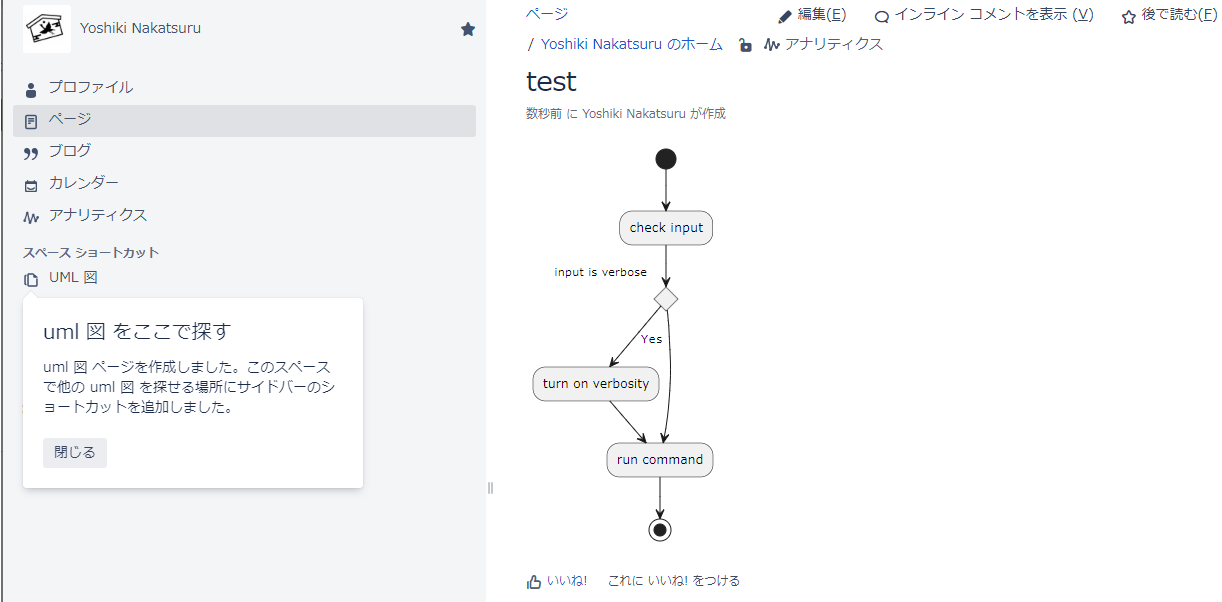 Yoshiki Nakatsuru
プロファイル
ページ
ブログ
カレンダー
アナリティクス
スペース ショートカット
UML 図
uml 図 をここで探す
uml 図 ページを作成しました。このスペース
で他の uml 図 を探せる場所にサイドバーのシ
ョートカットを追加しました。
閉じる
ページ
編集(E) インライン コメントを表示 (V) 後で読む(F)
/ Yoshiki Nakatsuru のホーム アナリティクス
test
数秒前 に Yoshiki Nakatsuru が作成
check input
input is verbose
Yes
turn on verbosity
run command
いいね! これに いいね! をつける